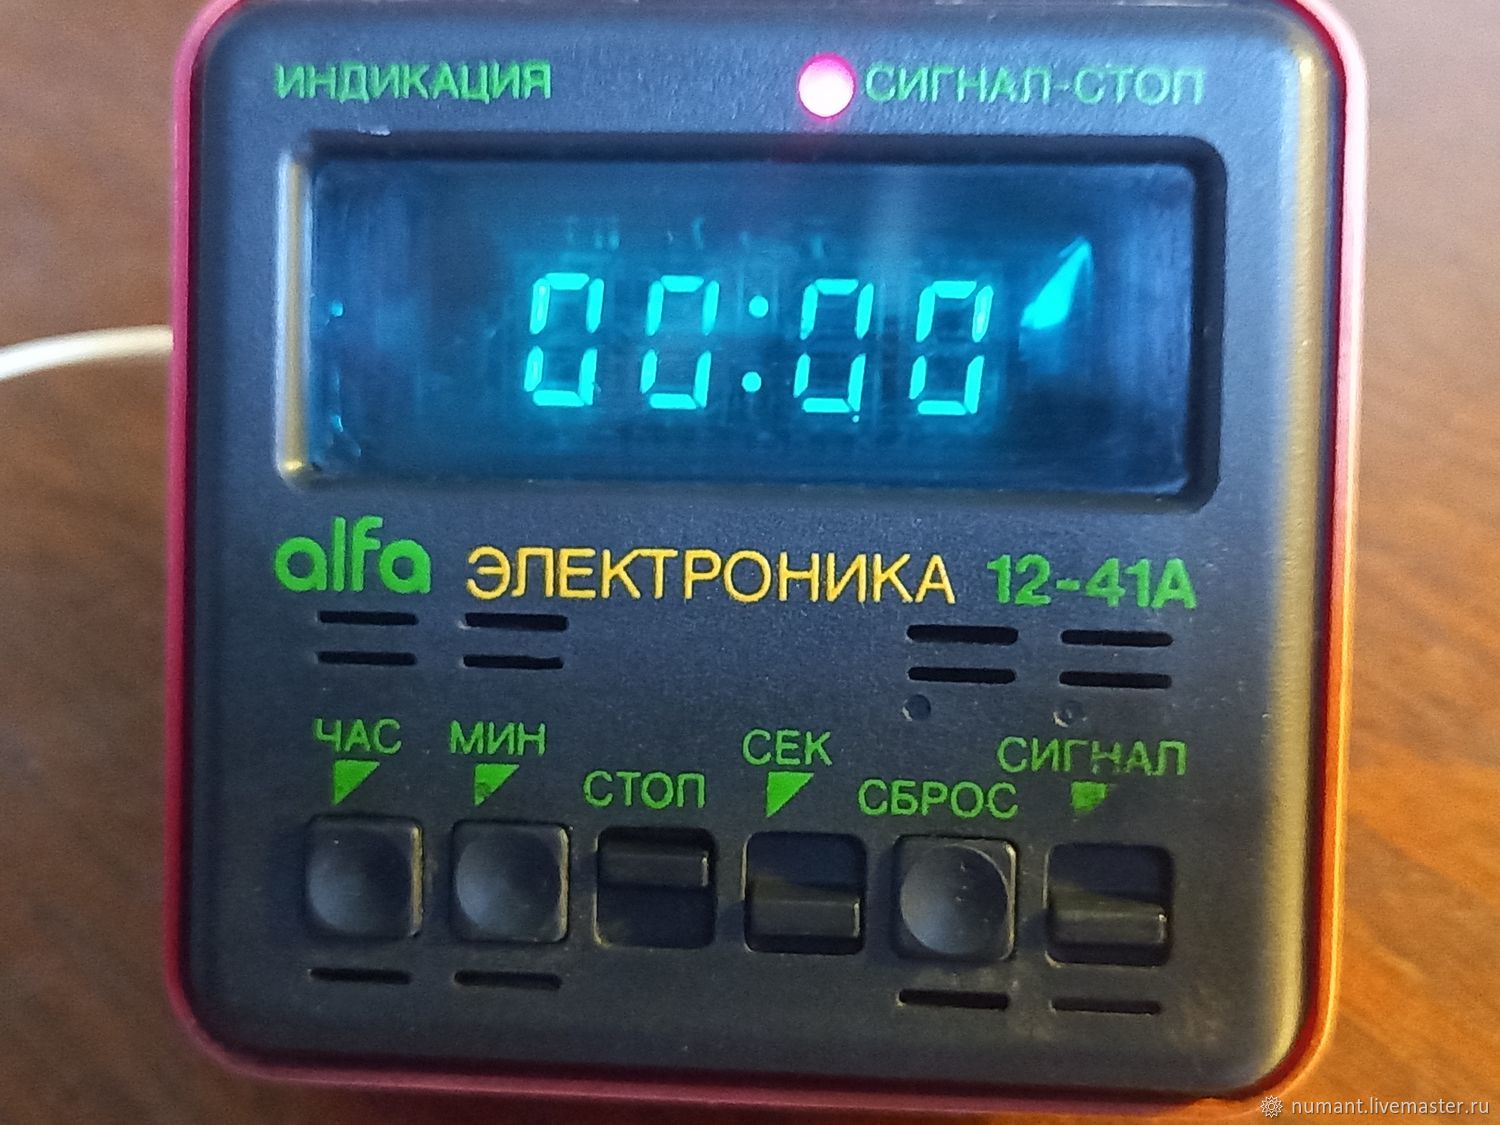 ИНДИКАЦИЯ СИГНАЛ-СТОП
00:00
alfa ЭЛЕКТРОНИКА 12-41А
ЧАС МИН СТОП СЕК СБРОС СИГНАЛ
numant.livemaster.ru